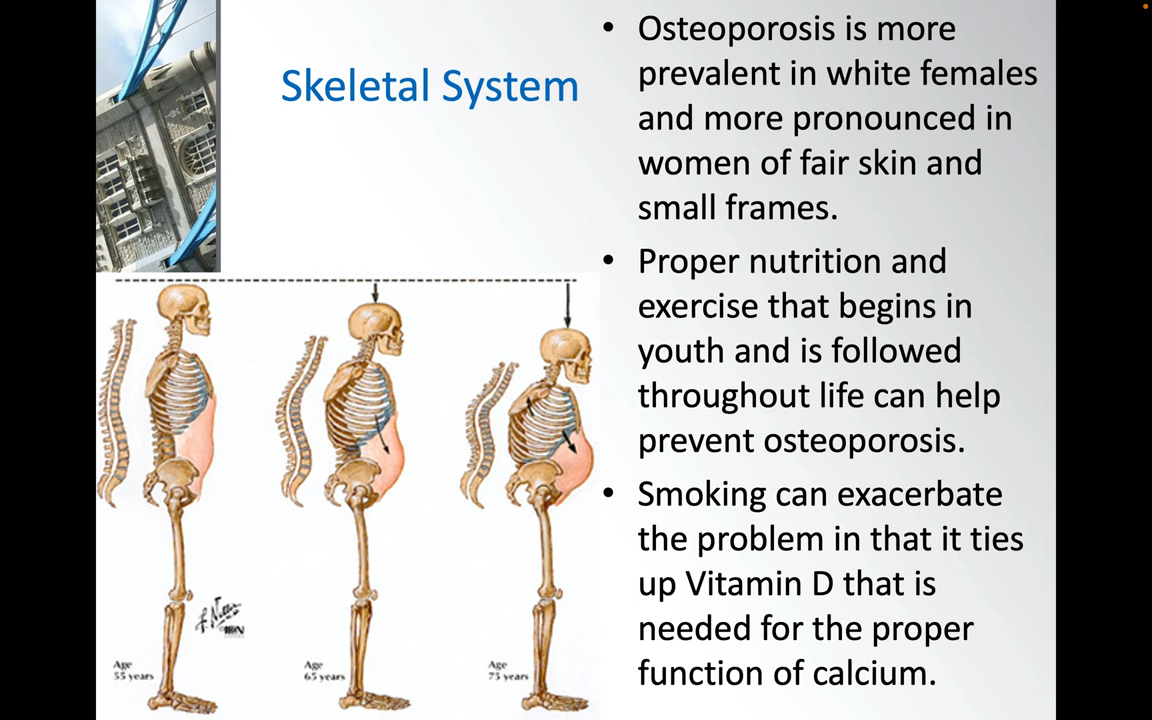 Skeletal System
• Osteoporosis is more
prevalent in white females
and more pronounced in
women of fair skin and
small frames.
• Proper nutrition and
exercise that begins in
youth and is followed
throughout life can help
prevent osteoporosis.
• Smoking can exacerbate
the problem in that it ties
up Vitamin D that is
needed for the proper
function of calcium.
Age
55 years
Age
65 years
Age
75 years